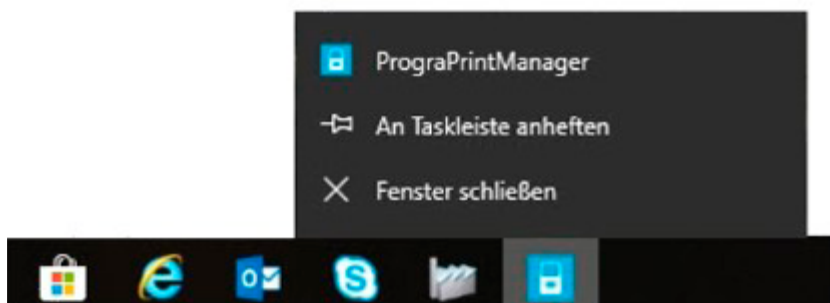 PrograPrintManager
An Taskleiste anheften
Fenster schließen